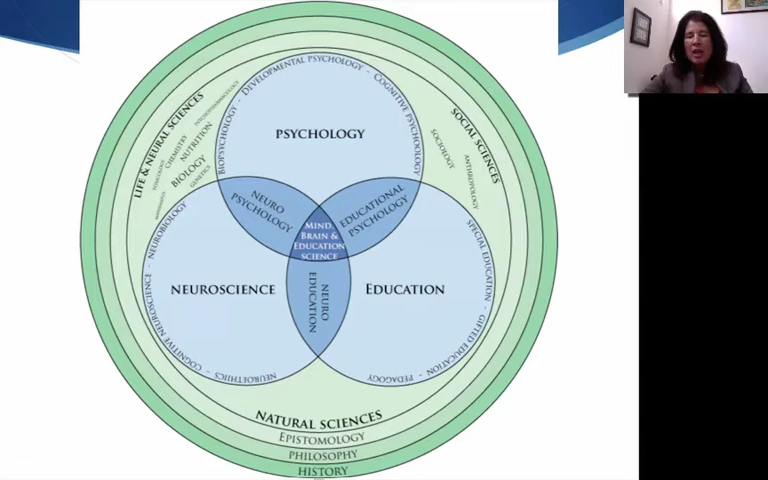 DEVELOPMENTAL PSYCHOLOGY - COGNITIVE PSYCHOLOGY
BIOPSYCHOLOGY -
LIFE & NEURAL SCIENCES
PSYCHOPHARMACOLOGY
CHEMISTRY
NUTRITION
BIOLOGY
GENETICS
SOCIAL SCIENCES
SOCIOLOGY
ANTHROPOLOGY
PSYCHOLOGY
NEURO
PSYCHOLOGY
EDUCATIONAL
PSYCHOLOGY
MIND,
BRAIN &
EDUCATION
SCIENCE
NEUROSCIENCE
EDUCATION
NEURO
EDUCATION
NEUROETHICS - COGNITIVE NEUROSCIENCE - NEUROBIOLOGY
SPECIAL EDUCATION - GIFTED EDUCATION - PEDAGOGY
NATURAL SCIENCES
EPISTOMOLOGY
PHILOSOPHY
HISTORY